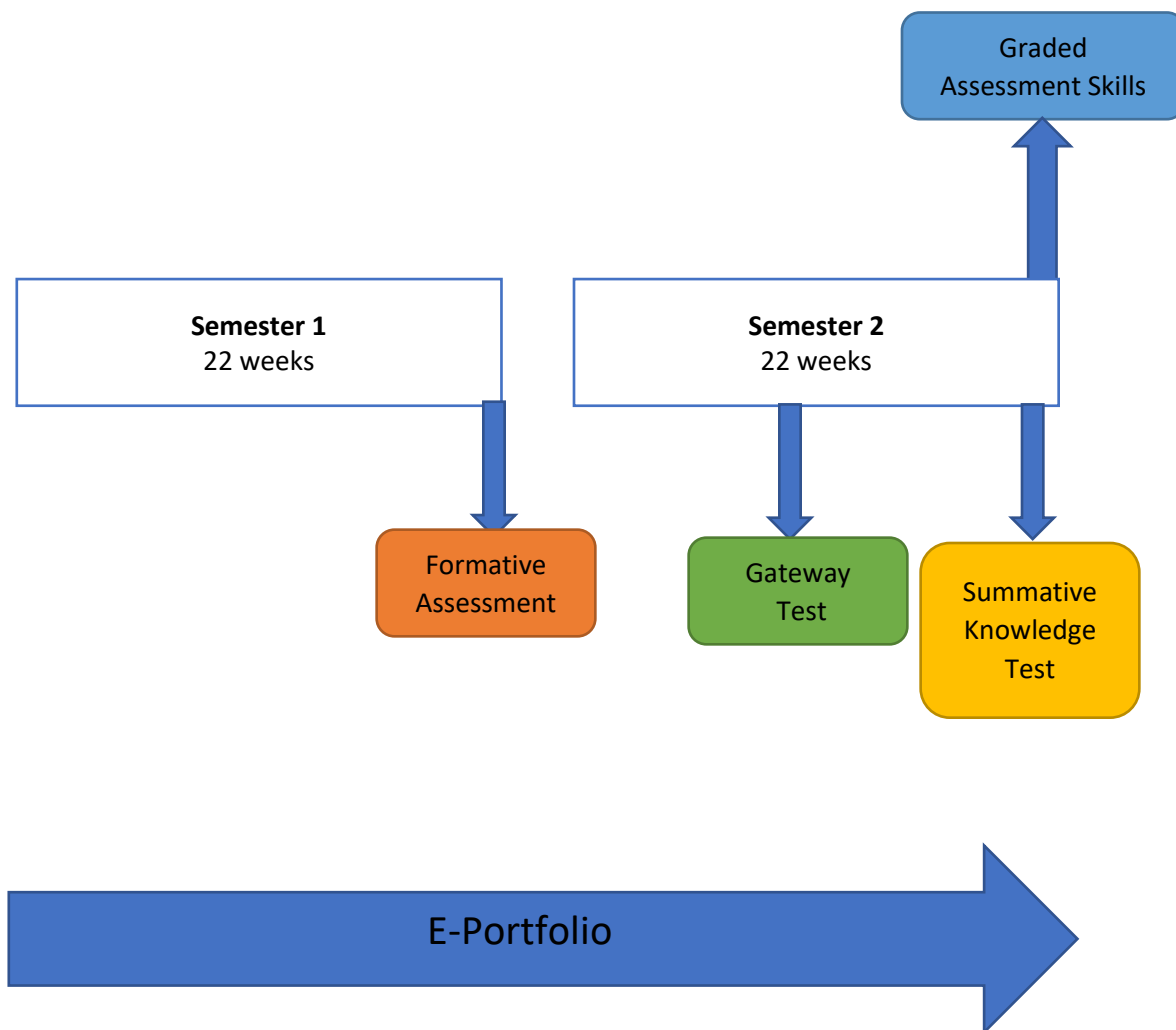 Graded
Assessment Skills
Semester 1
22 weeks
Semester 2
22 weeks
Formative
Assessment
Gateway
Test
Summative
Knowledge
Test
E-Portfolio